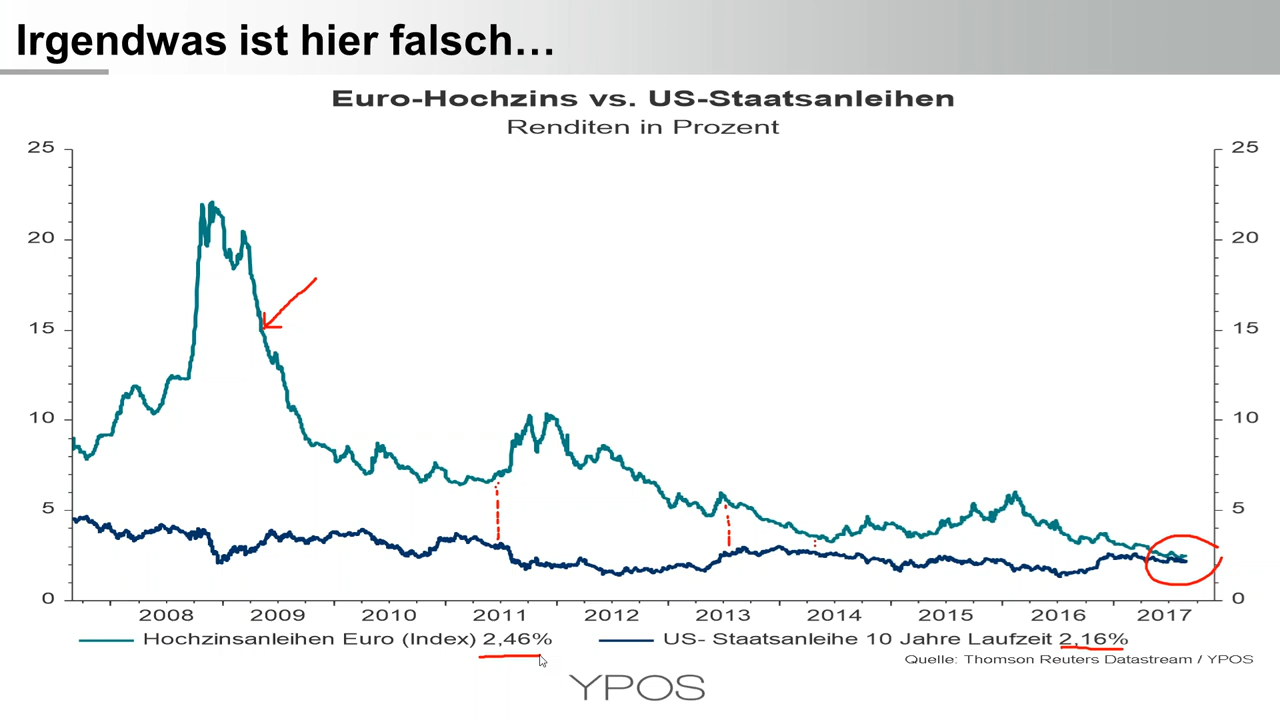 Irgendwas ist hier falsch...
Euro-Hochzins vs. US-Staatsanleihen
Renditen in Prozent
25 25
20 20
15 15
10 10
5 5
0 0
2008 2009 2010 2011 2012 2013 2014 2015 2016 2017
Hochzinsanleihen Euro (Index) 2,46% US- Staatsanleihe 10 Jahre Laufzeit 2,16%
Quelle: Thomson Reuters Datastream / YPOS
YPOS